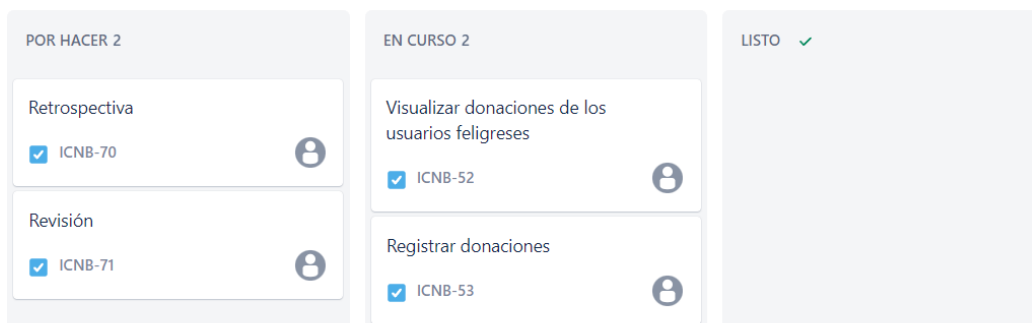 POR HACER 2
Retrospectiva
ICNB-70
Revisión
ICNB-71
EN CURSO 2
Visualizar donaciones de los
usuarios feligreses
ICNB-52
Registrar donaciones
ICNB-53
LISTO